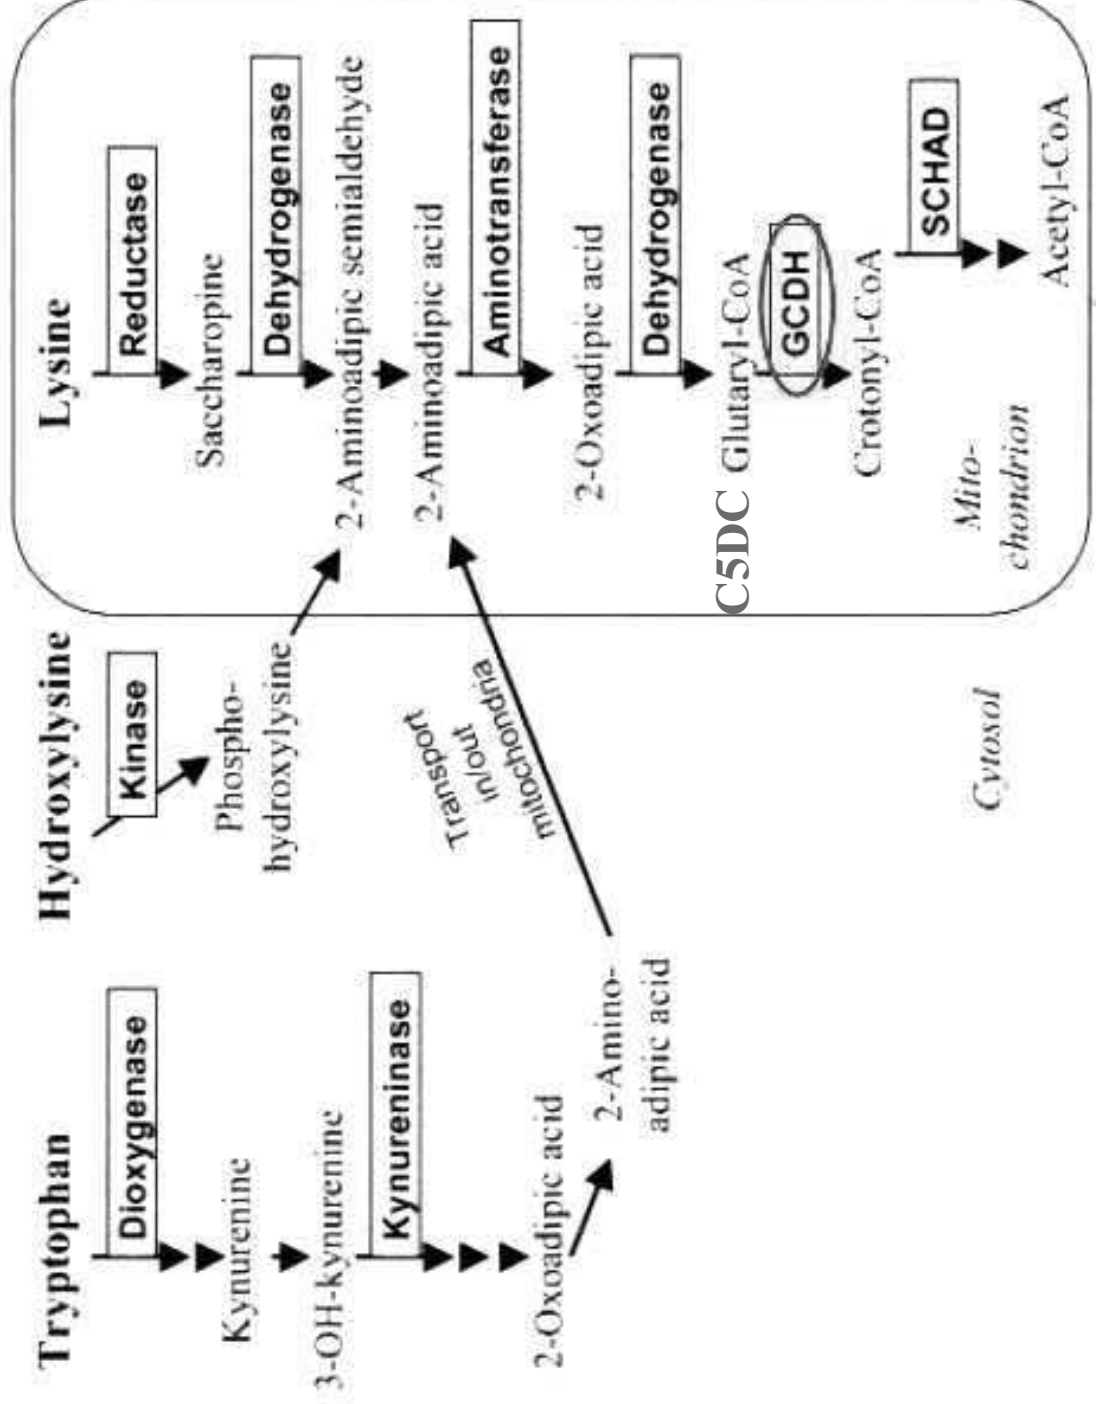 Tryptophan
Dioxygenase
Kynurenine
3-OH-kynurenine
Kynureninase
2-Oxoadipic acid
2-Amino-
adipic acid
Hydroxylysine
Kinase
Phospho-
hydroxylysine
Transport
in/out
mitochondria
Cytosol
Lysine
Reductase
Saccharopine
Dehydrogenase
2-Aminoadipic semialdehyde
2-Aminoadipic acid
Aminotransferase
2-Oxoadipic acid
Dehydrogenase
C5DC Glutaryl-CoA
GCDH
Crotonyl-CoA
SCHAD
Mito-
chondrion
Acetyl-CoA